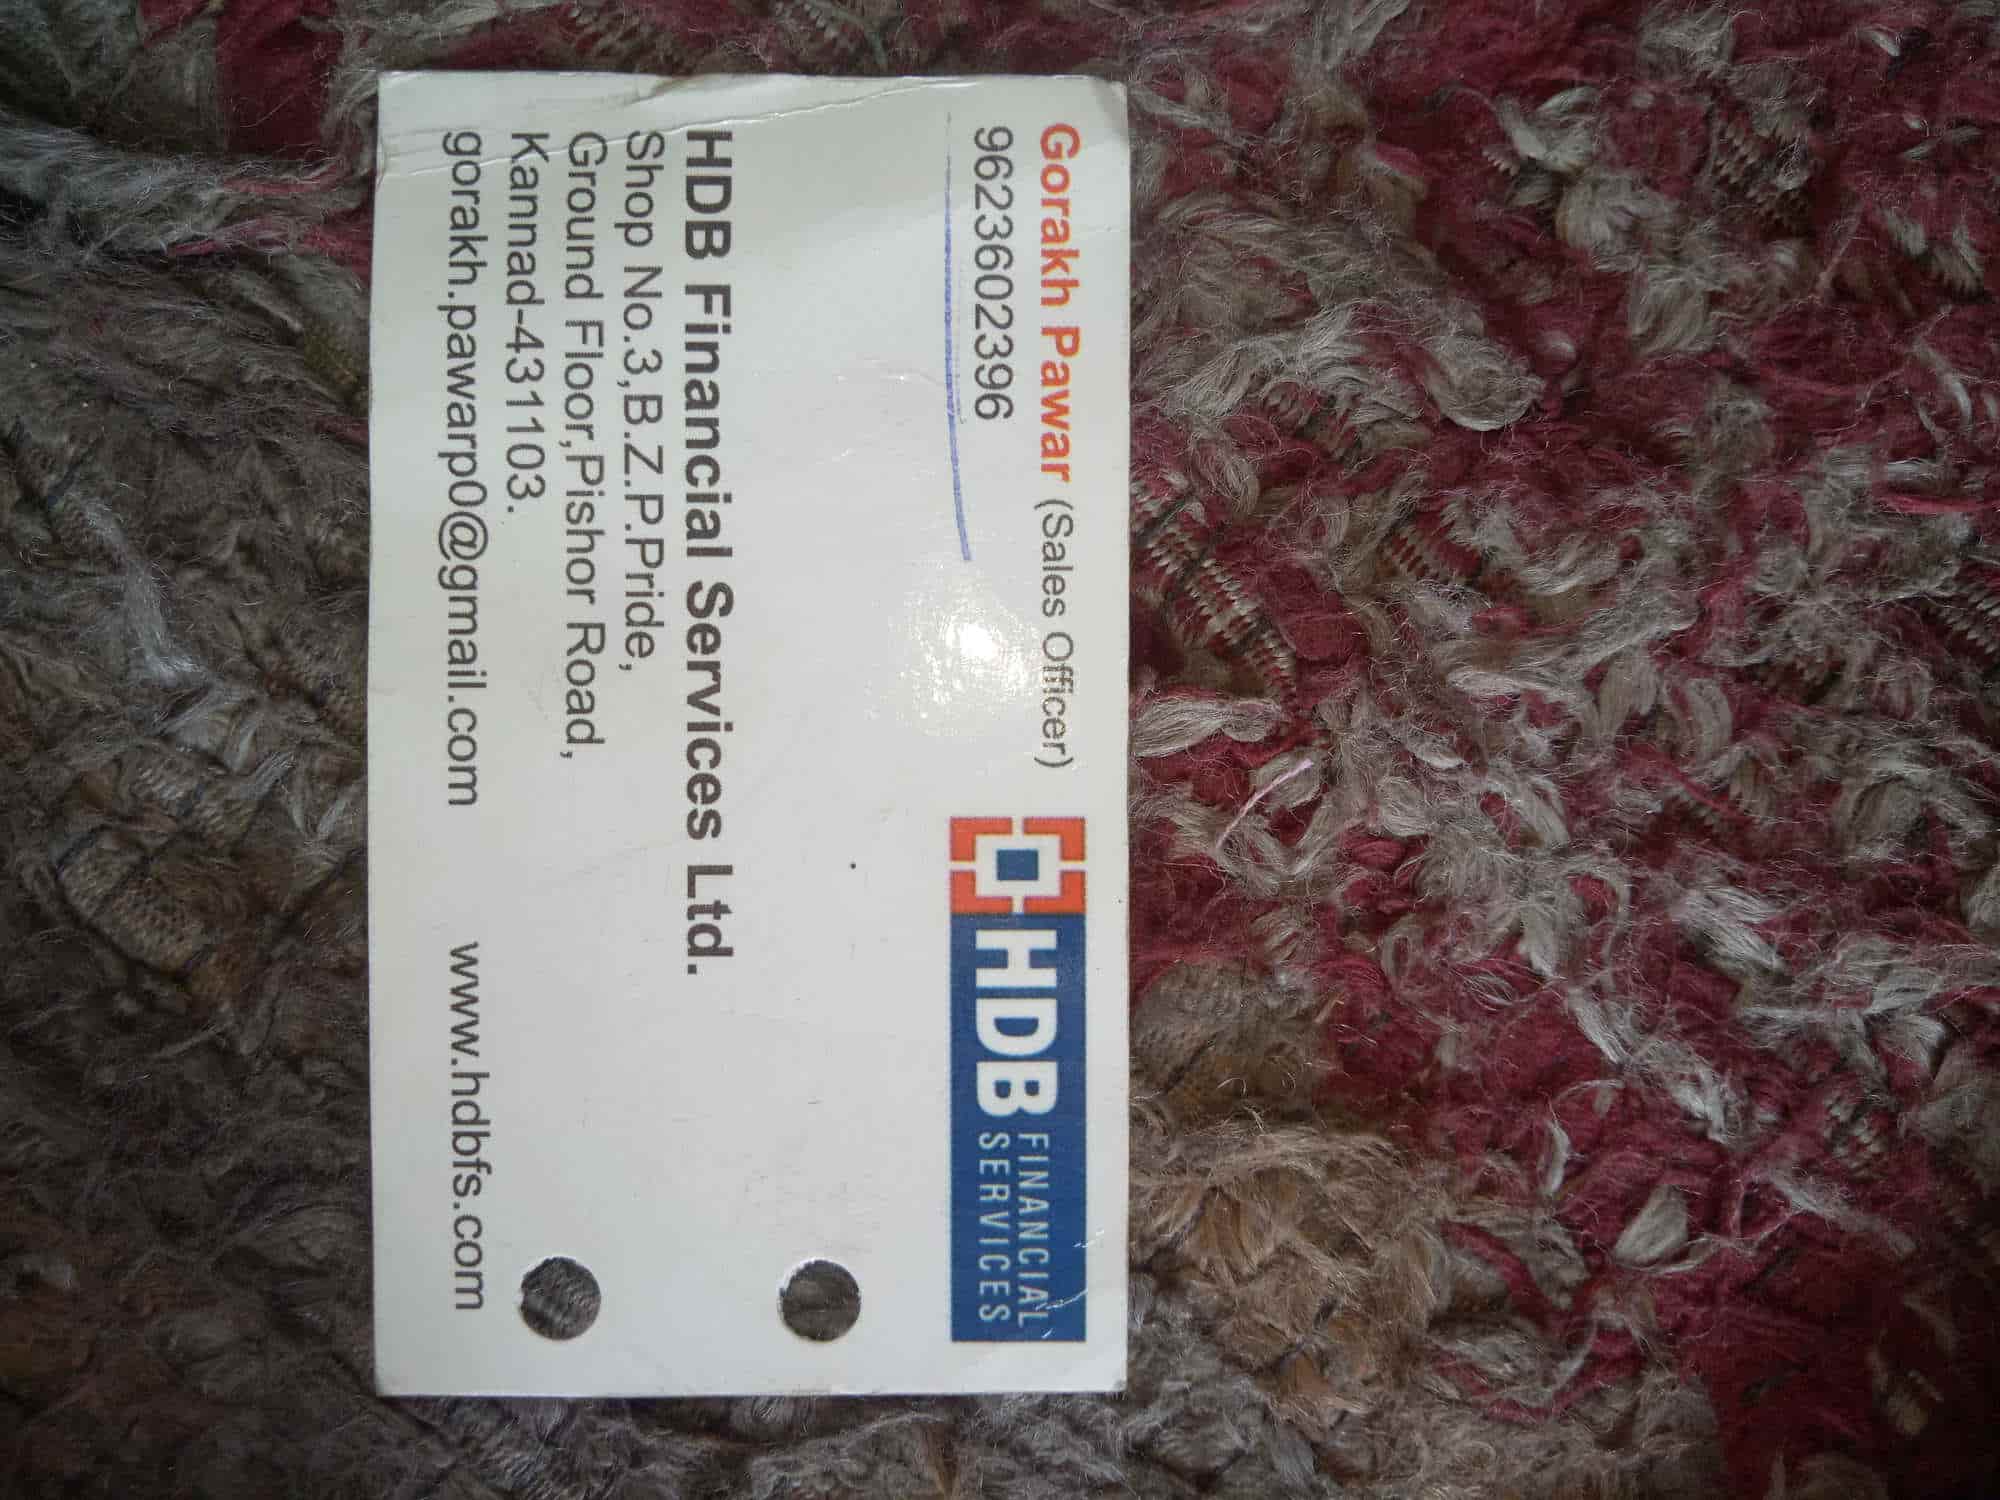 Gorakh Pawar (Sales Officer)
9623602396
HDB FINANCIAL SERVICES
HDB Financial Services Ltd.
Shop No.3,B.Z.P.Pride,
Ground Floor,Pishor Road,
Kannad-431103.
gorakh.pawarp0@gmail.com www.hdbfs.com